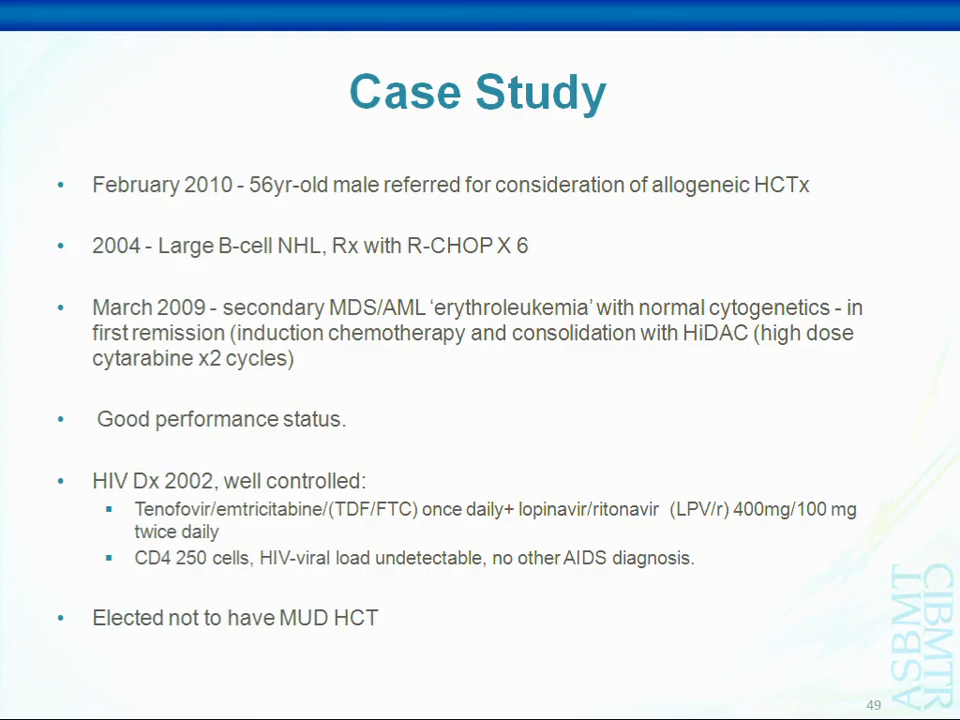 Case Study
• February 2010 - 56yr-old male referred for consideration of allogeneic HCTx
• 2004 - Large B-cell NHL, Rx with R-CHOP X 6
• March 2009 - secondary MDS/AML ‘erythroleukemia’ with normal cytogenetics - in
first remission (induction chemotherapy and consolidation with HiDAC (high dose
cytarabine x2 cycles)
• Good performance status.
• HIV Dx 2002, well controlled:
▪ Tenofovir/emtricitabine/(TDF/FTC) once daily+ lopinavir/ritonavir (LPV/r) 400mg/100 mg
twice daily
▪ CD4 250 cells, HIV-viral load undetectable, no other AIDS diagnosis.
• Elected not to have MUD HCT
ASBMT
CIBMTR
49